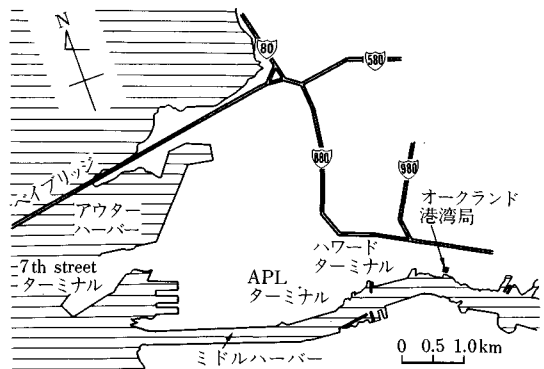 N
80
580
ベイブリッジ
880
980
アウター
ハーバー
オークランド
港湾局
ハワード
ターミナル
7th street
ターミナル
APL
ターミナル
ミドルハーバー
0 0.5 1.0km